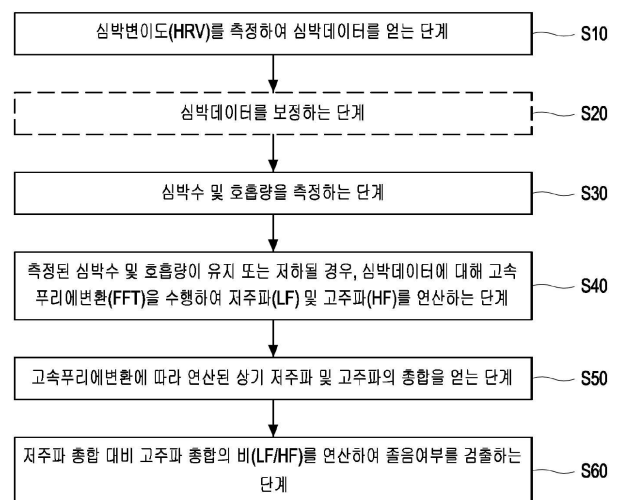 심박변이도(HRV)를 측정하여 심박데이터를 얻는 단계
S10
심박데이터를 보정하는 단계
S20
심박수 및 호흡량을 측정하는 단계
S30
측정된 심박수 및 호흡량이 유지 또는 저하될 경우, 심박데이터에 대해 고속
푸리에변환(FFT)을 수행하여 저주파(LF) 및 고주파(HF)를 연산하는 단계
S40
고속푸리에변환에 따라 연산된 상기 저주파 및 고주파의 총합을 얻는 단계
S50
저주파 총합 대비 고주파 총합의 비(LF/HF)를 연산하여 졸음여부를 검출하는
단계
S60